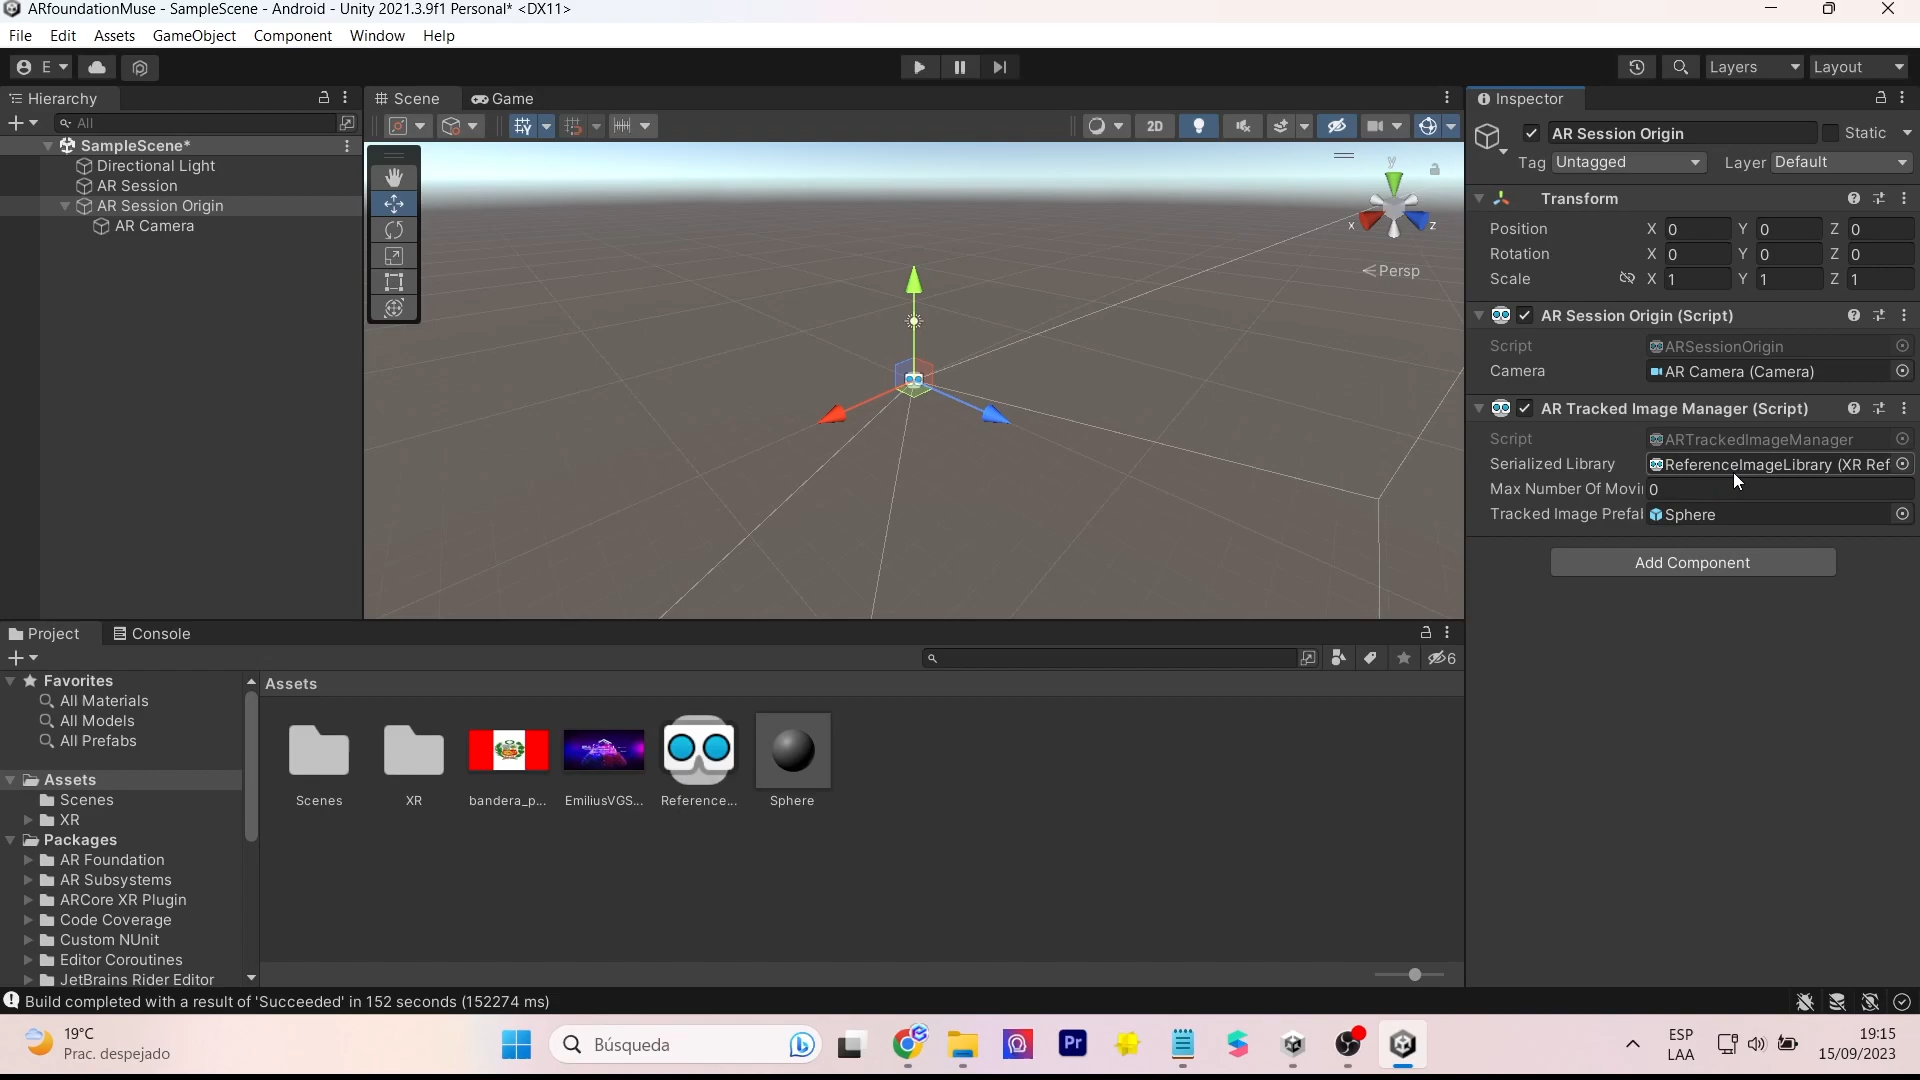 ARfoundationMuse - SampleScene - Android - Unity 2021.3.9f1 Personal* <DX11>
File Edit Assets GameObject Component Window Help
E
Layers Layout
Hierarchy
Scene Game
Inspector
All
2D
AR Session Origin Static
Tag Untagged Layer Default
SampleScene*
Directional Light
AR Session
AR Session Origin
AR Camera
y
x
z
Persp
Transform
Position X 0 Y 0 Z 0
Rotation X 0 Y 0 Z 0
Scale X 1 Y 1 Z 1
AR Session Origin (Script)
Script ARSessionOrigin
Camera AR Camera (Camera)
AR Tracked Image Manager (Script)
Script ARTrackedImageManager
Serialized Library ReferenceImageLibrary (XR Ref
Max Number Of Movi 0
Tracked Image Prefal Sphere
Add Component
Project Console
6
Favorites
All Materials
All Models
All Prefabs
Assets
Scenes
XR
Packages
AR Foundation
AR Subsystems
ARCore XR Plugin
Code Coverage
Custom NUnit
Editor Coroutines
JetBrains Rider Editor
Assets
Scenes XR bandera_p... EmiliusVGS... Reference... Sphere
Build completed with a result of 'Succeeded' in 152 seconds (152274 ms)
19°C
Prac. despejado
Búsqueda
Pr
ESP
LAA
19:15
15/09/2023